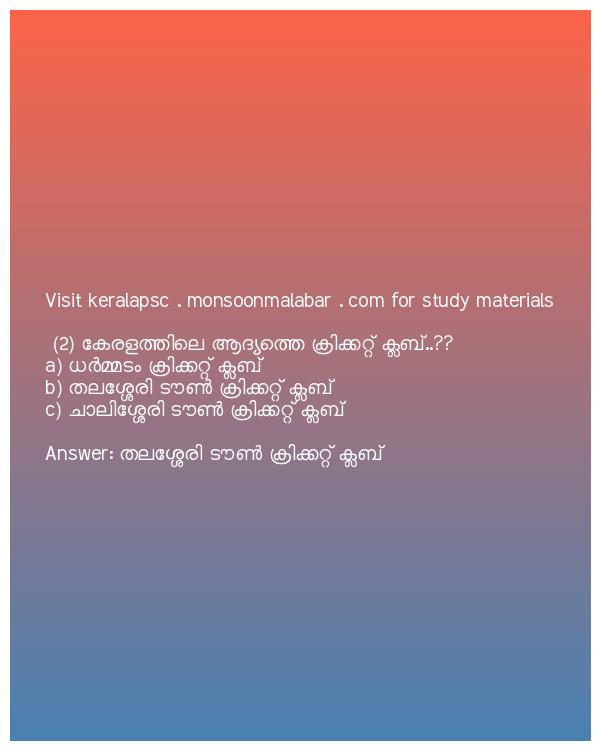 Visit keralapsc . monsoonmalabar . com for study materials
(2) കേരളത്തിലെ ആദ്യത്തെ ക്രിക്കറ്റ് ക്ലബ്..??
a) ധർമ്മടം ക്രിക്കറ്റ് ക്ലബ്
b) തലശ്ശേരി ടൗൺ ക്രിക്കറ്റ് ക്ലബ്
c) ചാലിശ്ശേരി ടൗൺ ക്രിക്കറ്റ് ക്ലബ്
Answer: തലശ്ശേരി ടൗൺ ക്രിക്കറ്റ് ക്ലബ്